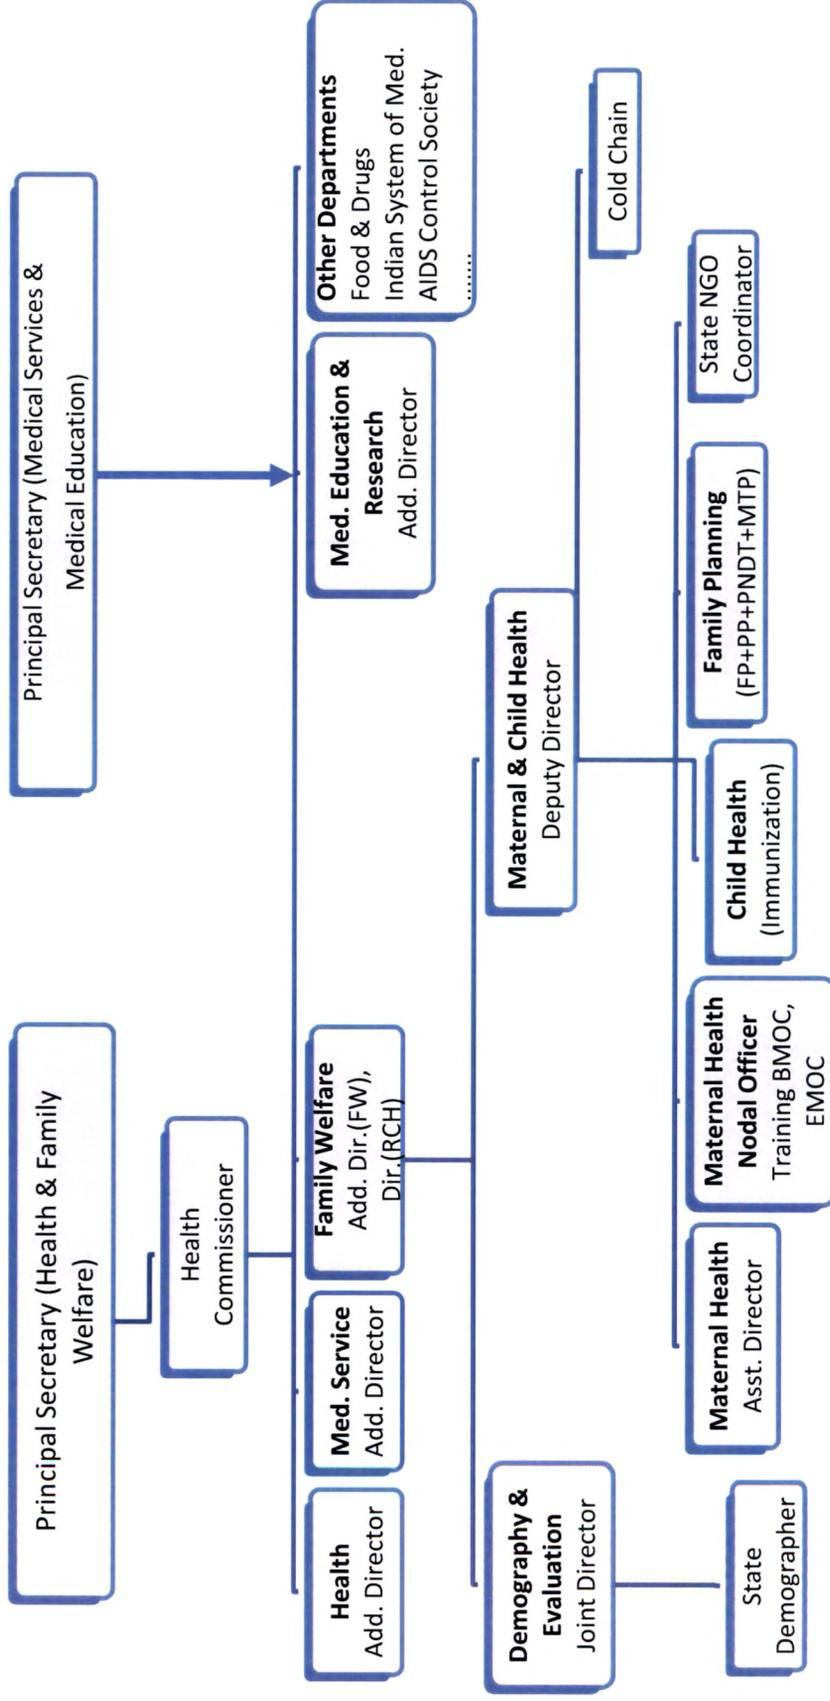 Principal Secretary (Health & Family
Welfare)
Principal Secretary (Medical Services &
Medical Education)
Health
Commissioner
Health
Add. Director
Med. Service
Add. Director
Family Welfare
Add. Dir.(FW),
Dir.(RCH)
Med. Education &
Research
Add. Director
Other Departments
Food & Drugs
Indian System of Med.
AIDS Control Society
.......
Demography &
Evaluation
Joint Director
Maternal & Child Health
Deputy Director
Cold Chain
State
Demographer
Maternal Health
Asst. Director
Maternal Health
Nodal Officer
Training BMOC,
EMOC
Child Health
(Immunization)
Family Planning
(FP+PP+PNDT+MTP)
State NGO
Coordinator